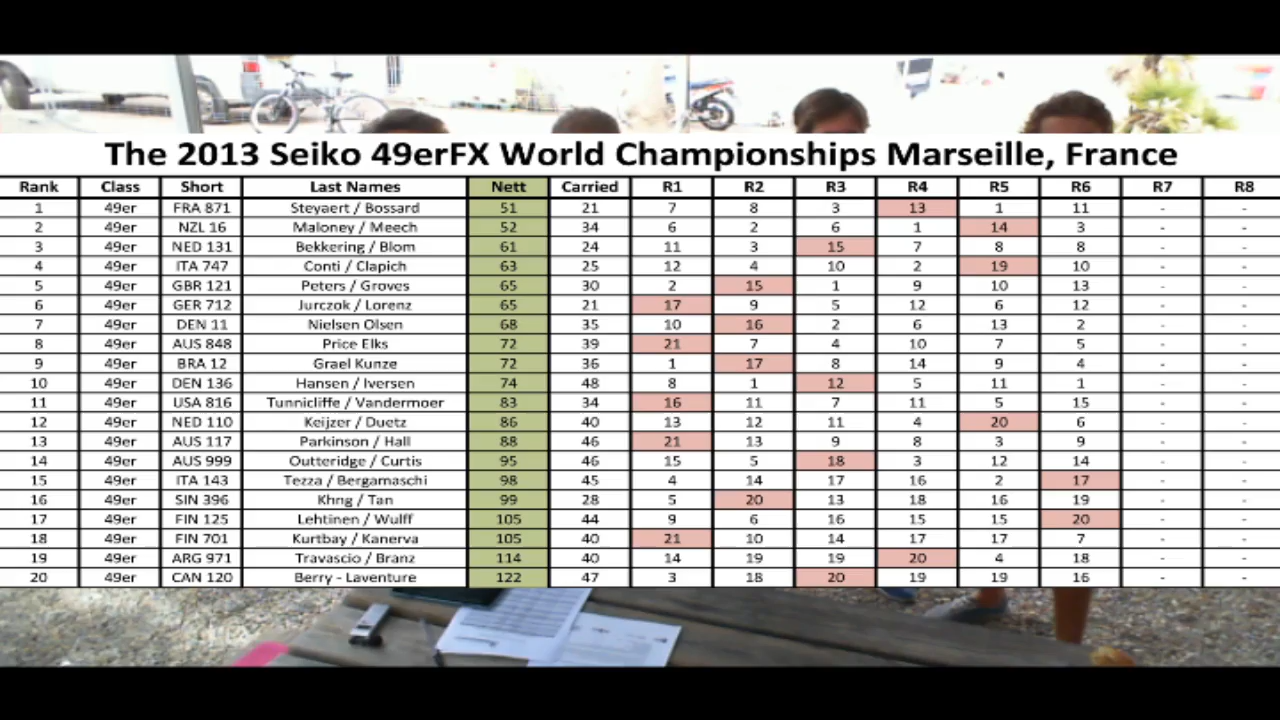 The 2013 Seiko 49erFX World Championships Marseille, France
Rank Class Short Last Names Nett Carried R1 R2 R3 R4 R5 R6 R7 R8
1 49er FRA 871 Steyaert / Bossard 51 21 7 8 3 13 1 11 - -
2 49er NZL 16 Maloney / Meech 52 34 6 2 6 1 14 3 - -
3 49er NED 131 Bekkering / Blom 61 24 11 3 15 7 8 8 - -
4 49er ITA 747 Conti / Clapich 63 25 12 4 10 2 19 10 - -
5 49er GBR 121 Peters / Groves 65 30 2 15 1 9 10 13 - -
6 49er GER 712 Jurczok / Lorenz 65 21 17 9 5 12 6 12 - -
7 49er DEN 11 Nielsen Olsen 68 35 10 16 2 6 13 2 - -
8 49er AUS 848 Price Elks 72 39 21 7 4 10 7 5 - -
9 49er BRA 12 Grael Kunze 72 36 1 17 8 14 9 4 - -
10 49er DEN 136 Hansen / Iversen 74 48 8 1 12 5 11 1 - -
11 49er USA 816 Tunnicliffe / Vandermoer 83 34 16 11 7 11 5 15 - -
12 49er NED 110 Keijzer / Duetz 86 40 13 12 11 4 20 6 - -
13 49er AUS 117 Parkinson / Hall 88 46 21 13 9 8 3 9 - -
14 49er AUS 999 Outteridge / Curtis 95 46 15 5 18 3 12 14 - -
15 49er ITA 143 Tezza / Bergamaschi 98 45 4 14 17 16 2 17 - -
16 49er SIN 396 Khng / Tan 99 28 5 20 13 18 16 19 - -
17 49er FIN 125 Lehtinen / Wulff 105 44 9 6 16 15 15 20 - -
18 49er FIN 701 Kurtbay / Kanerva 105 40 21 10 14 17 17 7 - -
19 49er ARG 971 Travascio / Branz 114 40 14 19 19 20 4 18 - -
20 49er CAN 120 Berry - Laventure 122 47 3 18 20 19 19 16 - -